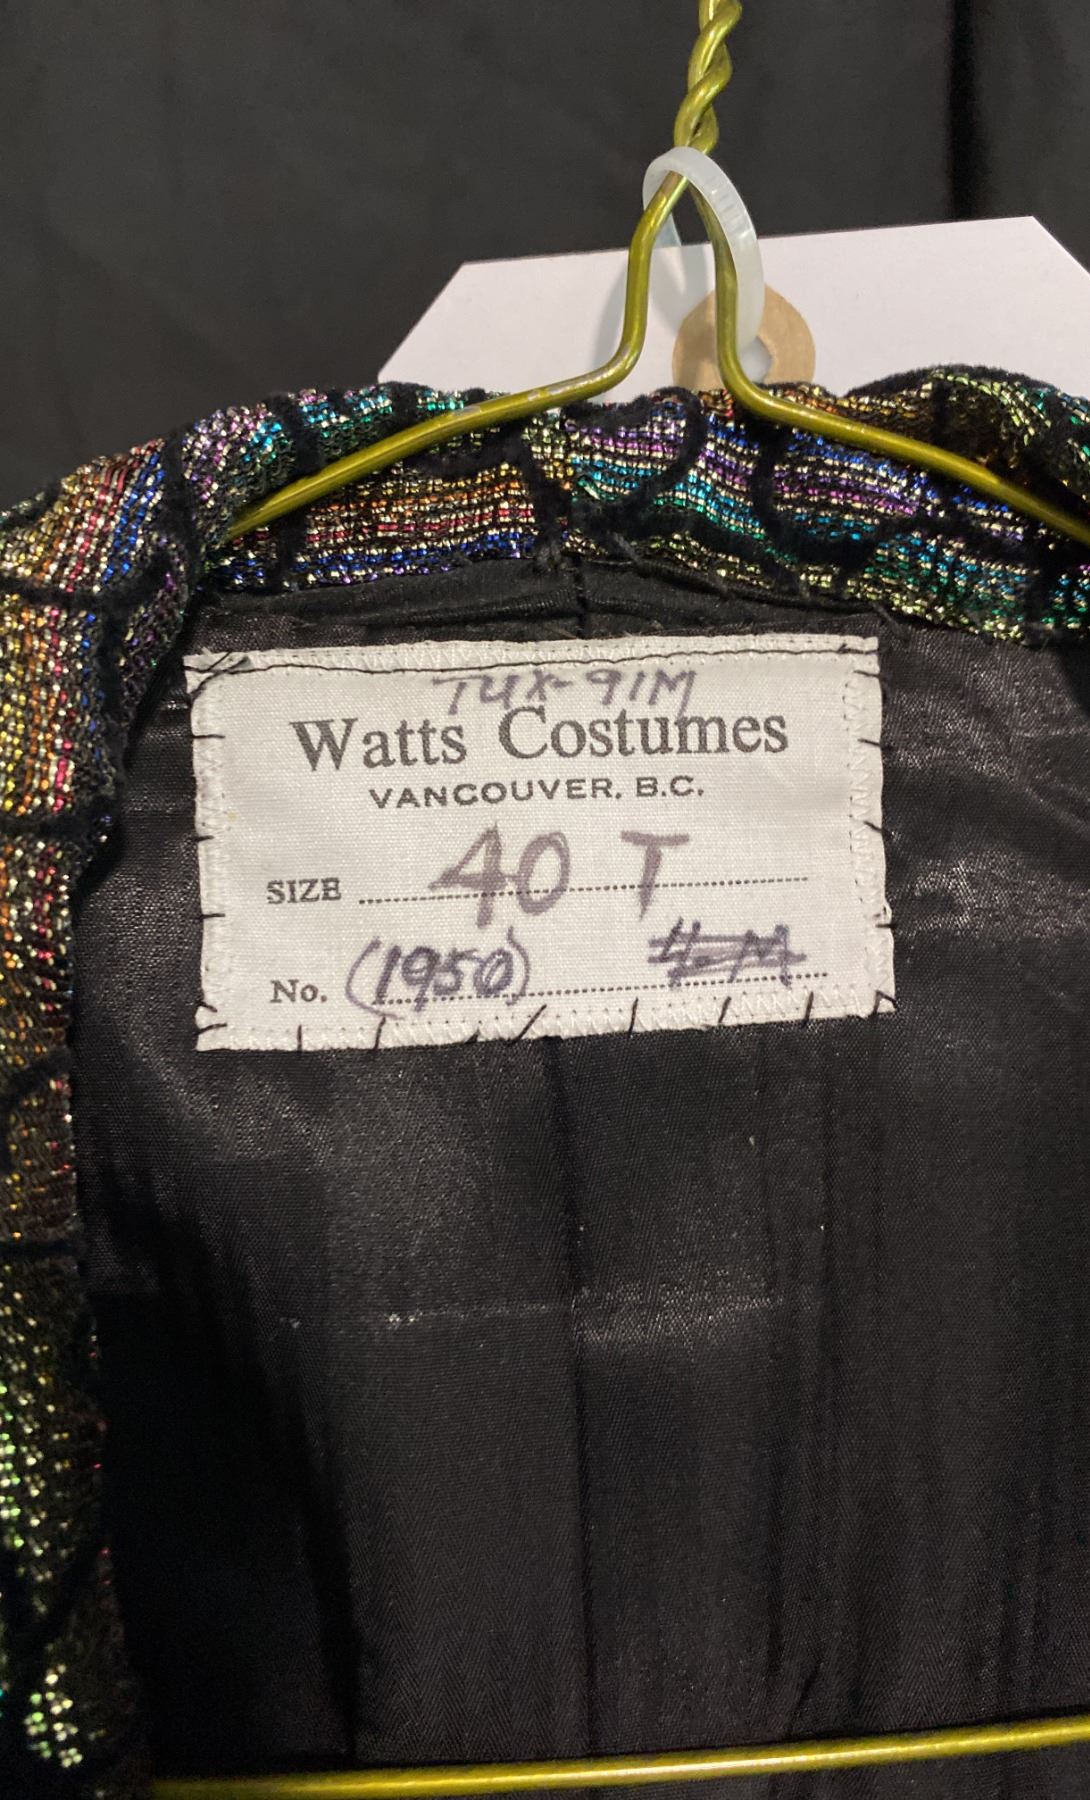 TUX-91M
Watts Costumes
VANCOUVER, B.C.
SIZE 40 T
No. (1950)